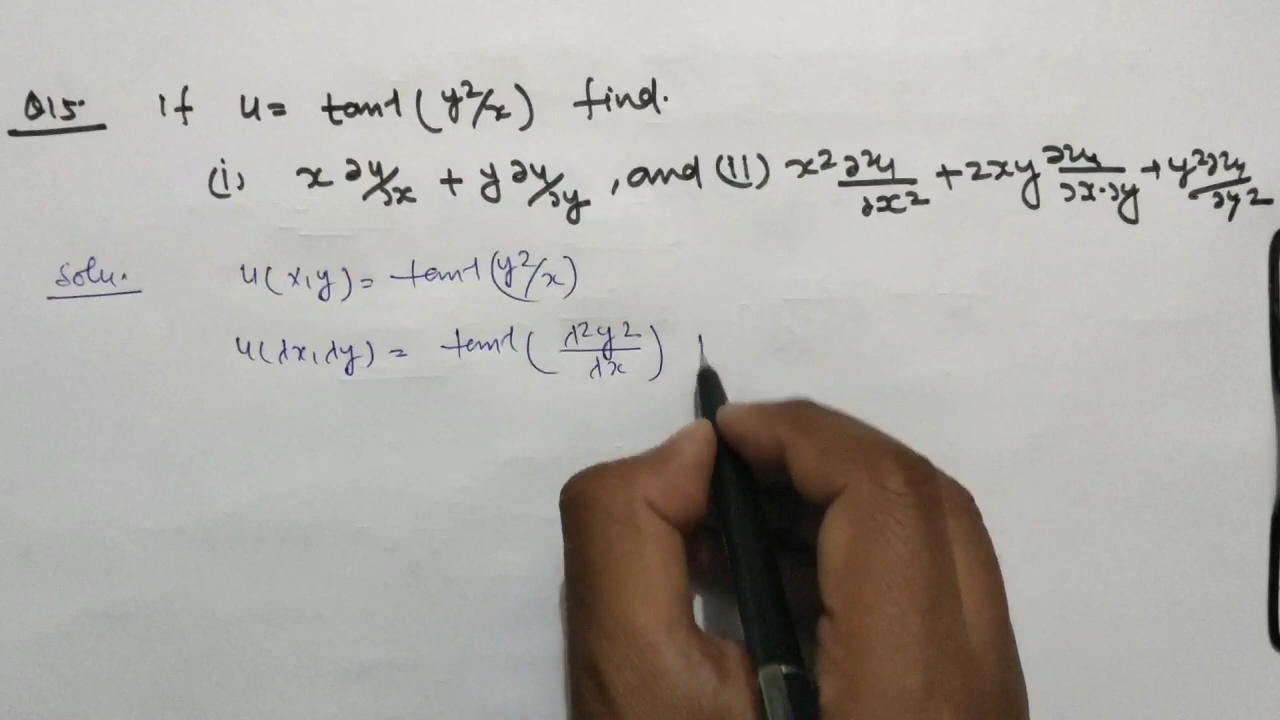 Q15. If u = tan⁻¹(y²/x) find.
(i) x ∂u/∂x + y ∂u/∂y , and (II) x² ∂²u/∂x² + 2xy ∂²u/∂x·∂y + y² ∂²u/∂y²
Solu. u(x,y) = tan⁻¹(y²/x)
u(λx,λy) = tan⁻¹(λ²y²/λx)